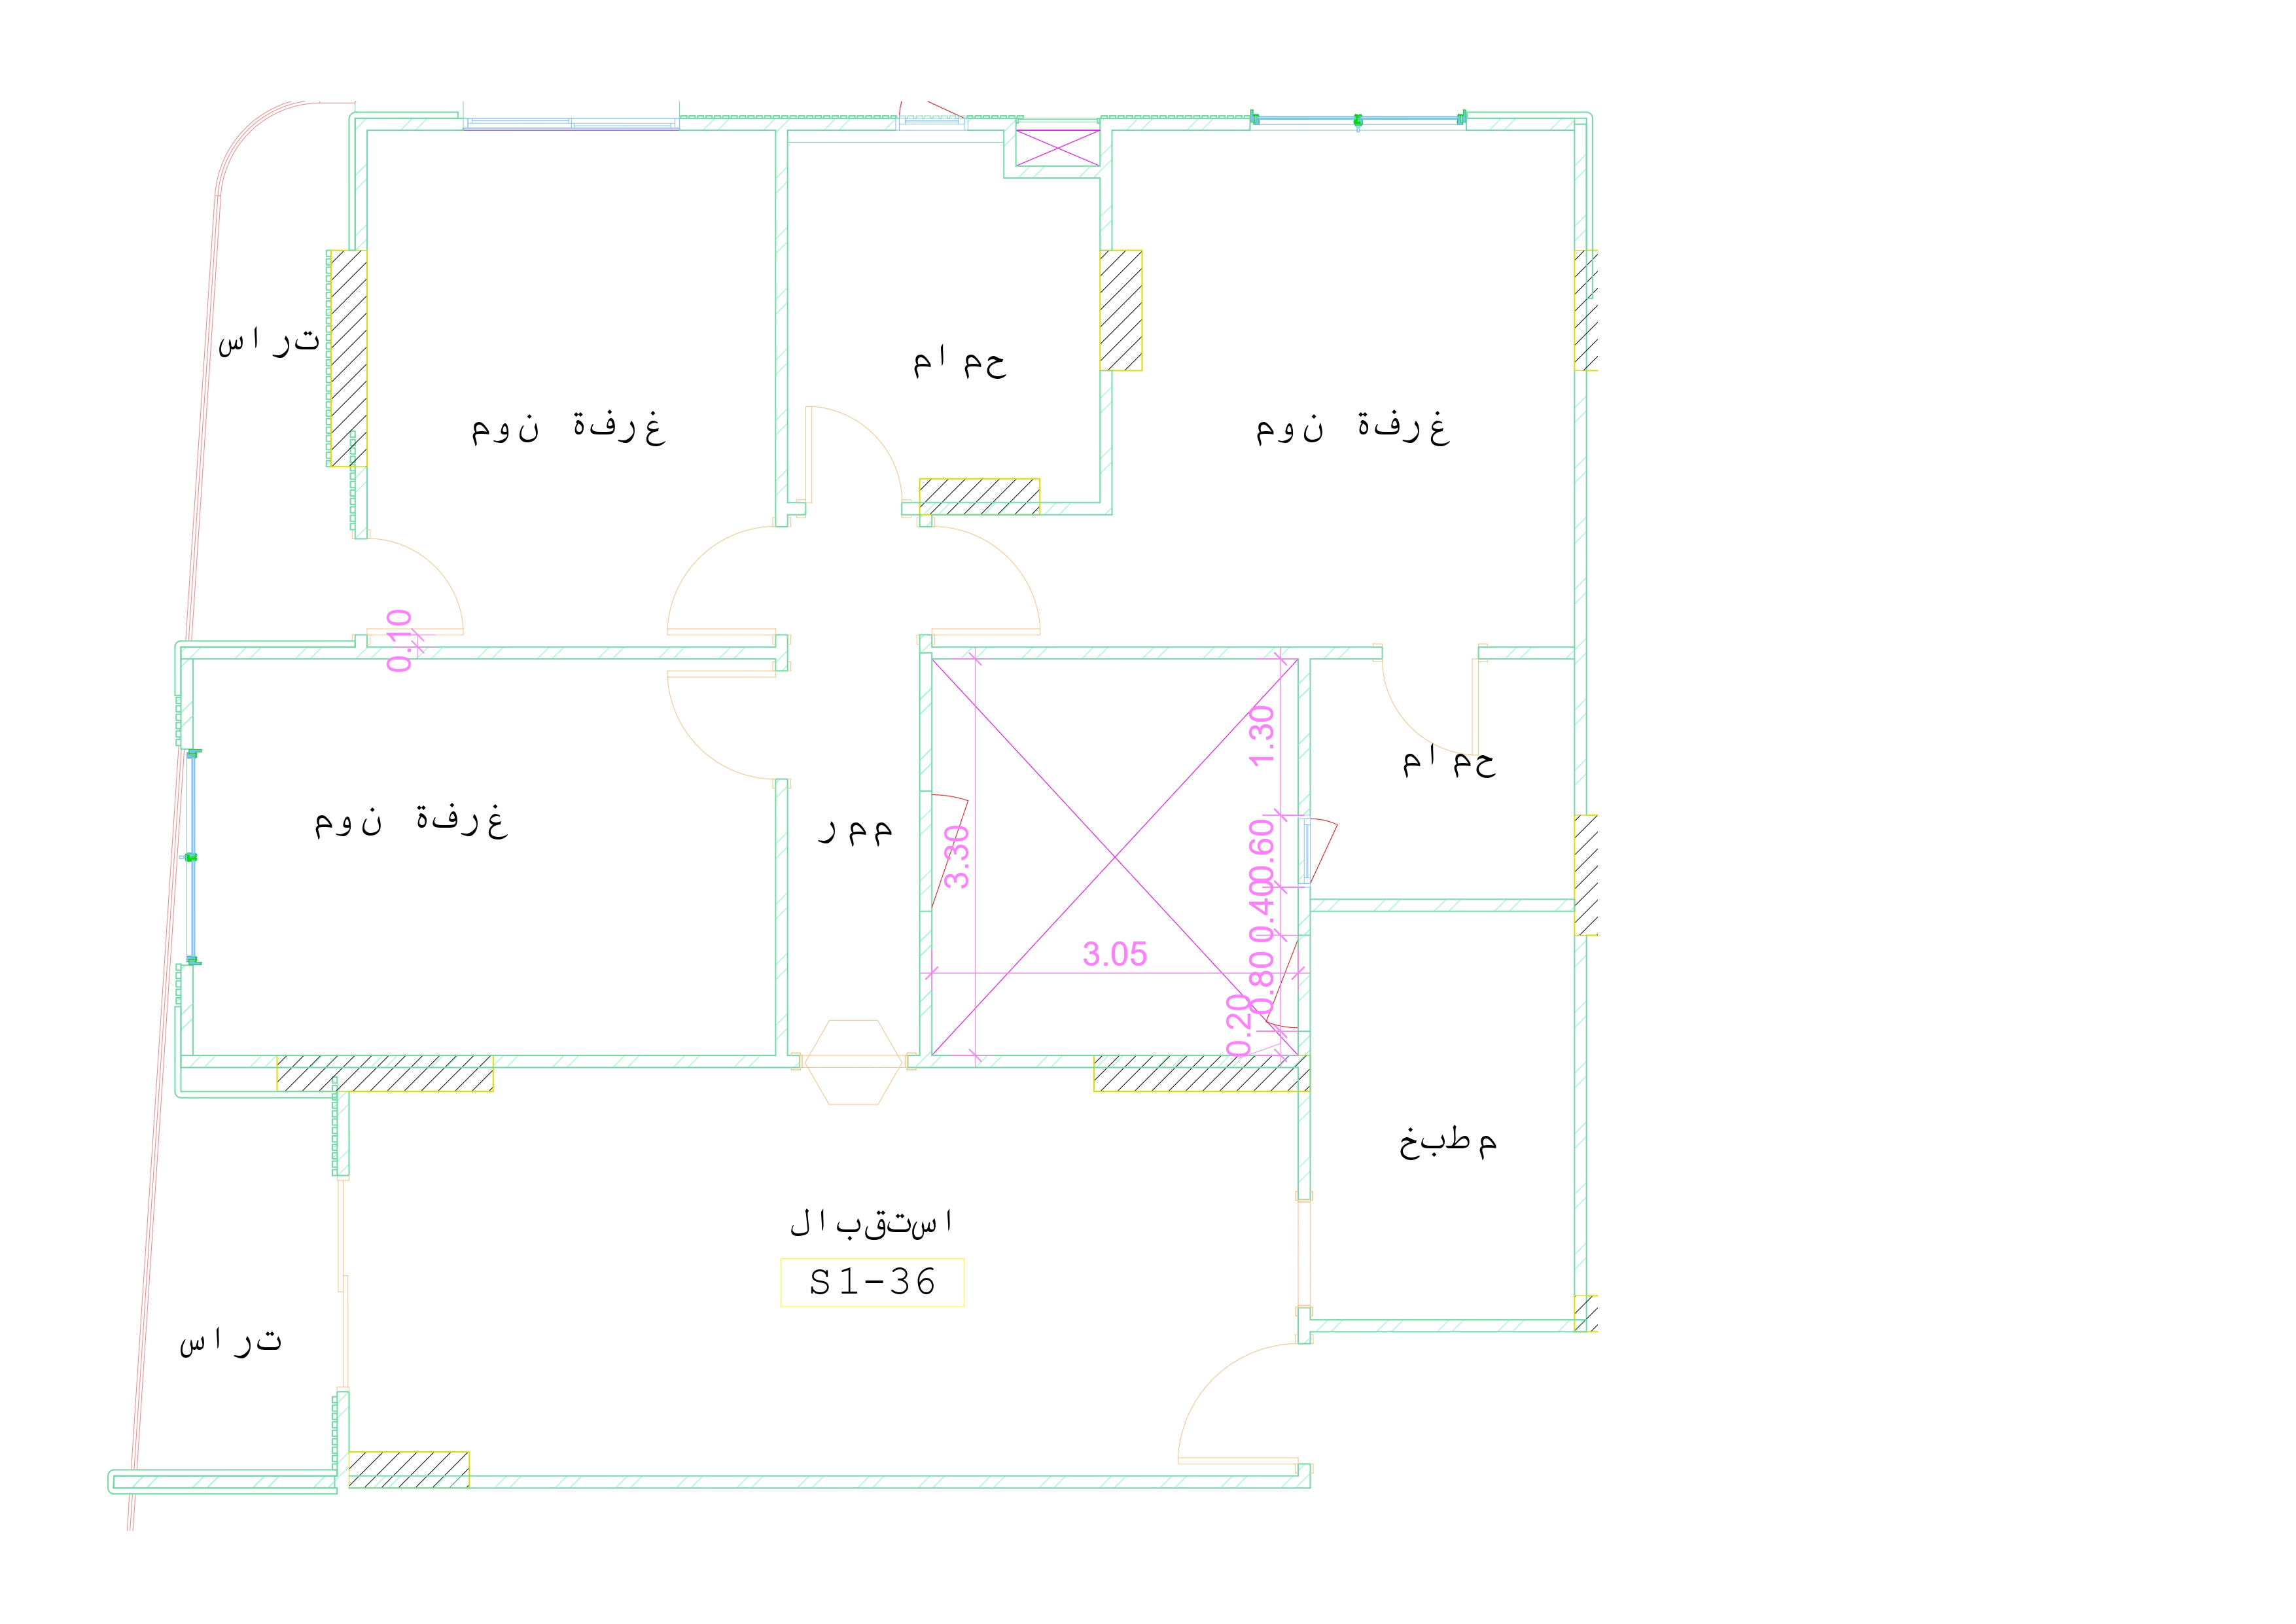 تراس
غرفة نوم
حمام
غرفة نوم
0.10
غرفة نوم
ممر
3.30
3.05
1.30
0.60
0.40
0.80
0.20
حمام
مطبخ
استقبال
S1-36
تراس